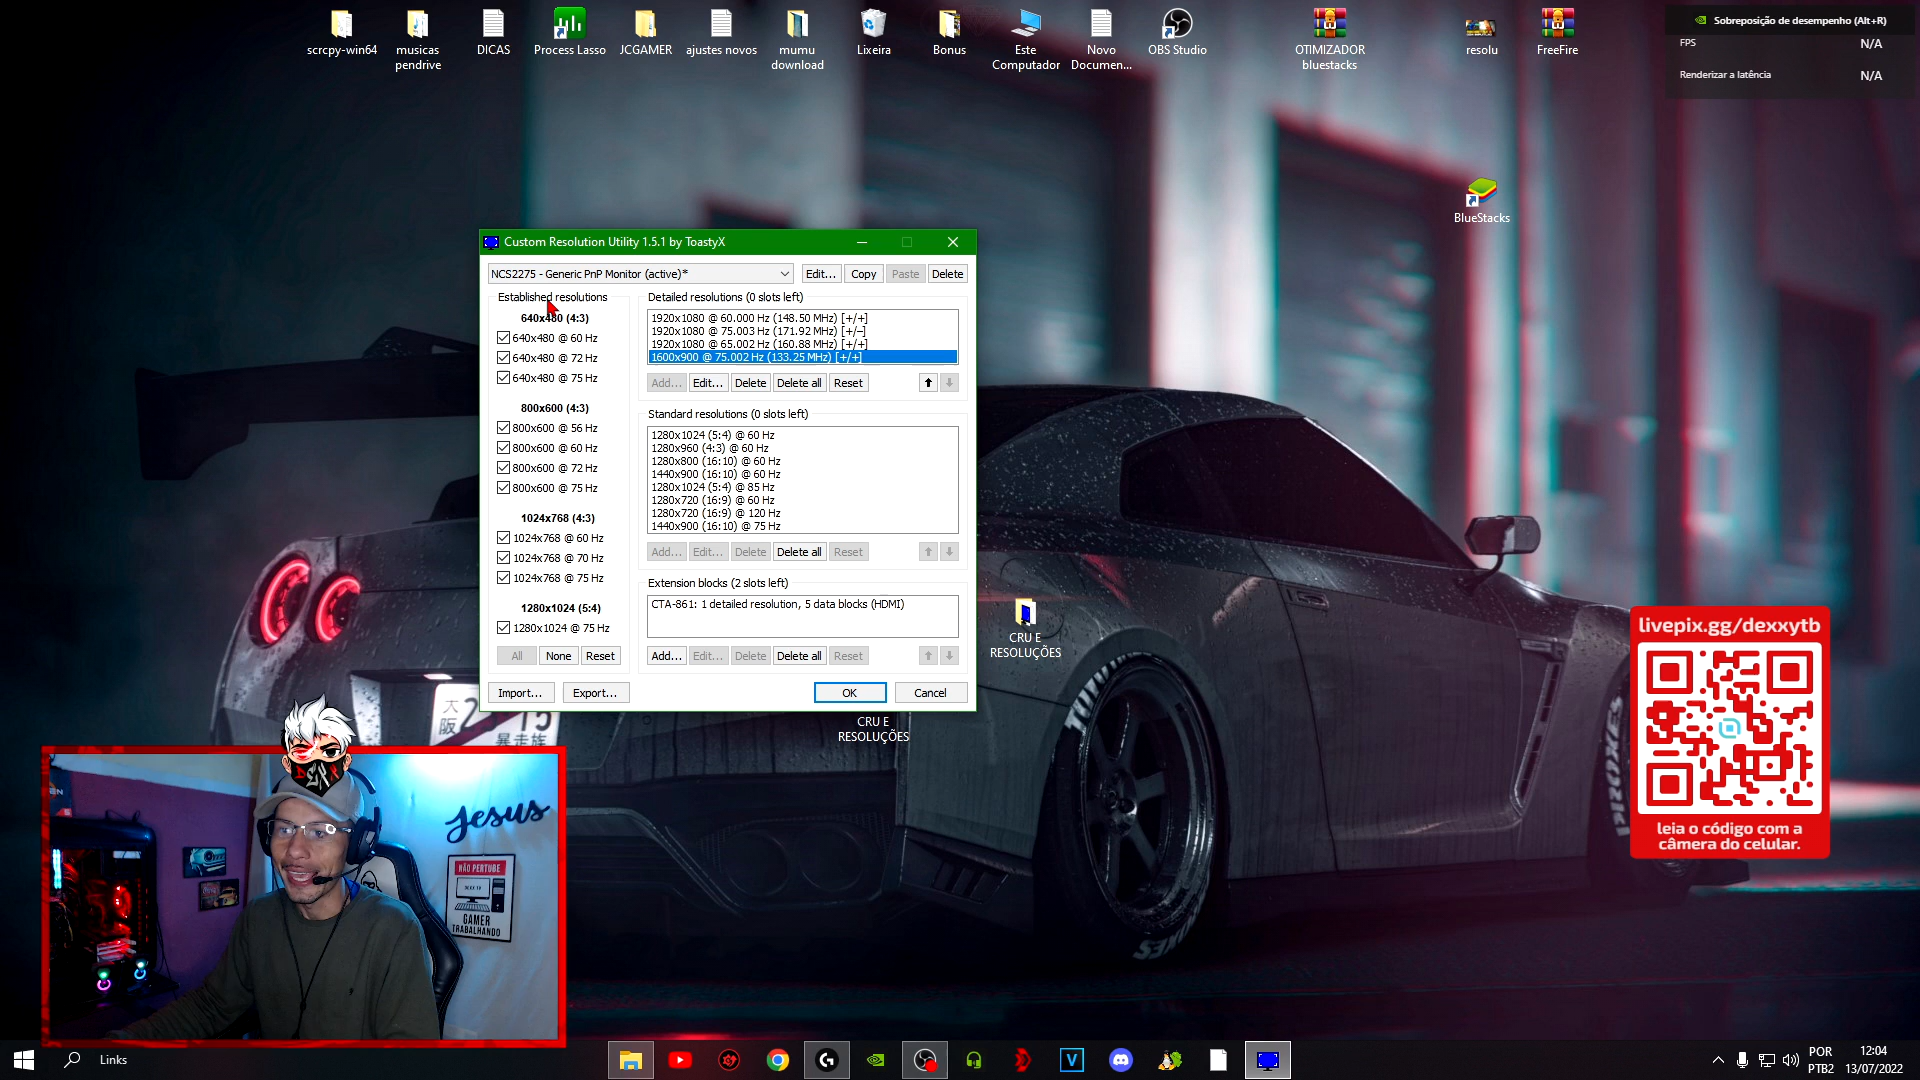 scrcpy-win64
musicas
pendrive
DICAS
Process Lasso
JCGAMER
ajustes novos
mumu
download
Lixeira
Bonus
Este
Computador
Novo
Documen...
OBS Studio
OTIMIZADOR
bluestacks
resolu
FreeFire
Sobreposição de desempenho (Alt+R)
FPS
N/A
Renderizar a latência
N/A
BlueStacks
Custom Resolution Utility 1.5.1 by ToastyX
NCS2275 - Generic PnP Monitor (active)*
Edit...
Copy
Paste
Delete
Established resolutions
640x480 (4:3)
640x480 @ 60 Hz
640x480 @ 72 Hz
640x480 @ 75 Hz
800x600 (4:3)
800x600 @ 56 Hz
800x600 @ 60 Hz
800x600 @ 72 Hz
800x600 @ 75 Hz
1024x768 (4:3)
1024x768 @ 60 Hz
1024x768 @ 70 Hz
1024x768 @ 75 Hz
1280x1024 (5:4)
1280x1024 @ 75 Hz
All
None
Reset
Detailed resolutions (0 slots left)
1920x1080 @ 60.000 Hz (148.50 MHz) [+/+]
1920x1080 @ 75.003 Hz (171.92 MHz) [+/–]
1920x1080 @ 65.002 Hz (160.88 MHz) [+/+]
1600x900 @ 75.002 Hz (133.25 MHz) [+/+]
Add...
Edit...
Delete
Delete all
Reset
Standard resolutions (0 slots left)
1280x1024 (5:4) @ 60 Hz
1280x960 (4:3) @ 60 Hz
1280x800 (16:10) @ 60 Hz
1440x900 (16:10) @ 60 Hz
1280x1024 (5:4) @ 85 Hz
1280x720 (16:9) @ 60 Hz
1280x720 (16:9) @ 120 Hz
1440x900 (16:10) @ 75 Hz
Add...
Edit...
Delete
Delete all
Reset
Extension blocks (2 slots left)
CTA-861: 1 detailed resolution, 5 data blocks (HDMI)
Add...
Edit...
Delete
Delete all
Reset
Import...
Export...
OK
Cancel
CRU E
RESOLUÇÕES
CRU E
RESOLUÇÕES
livepix.gg/dexxytb
leia o código com a
câmera do celular.
大阪
暴走族
Jesus
NÃO PERTURBE
GAMER
TRABALHANDO
Links
POR
PTB2
12:04
13/07/2022